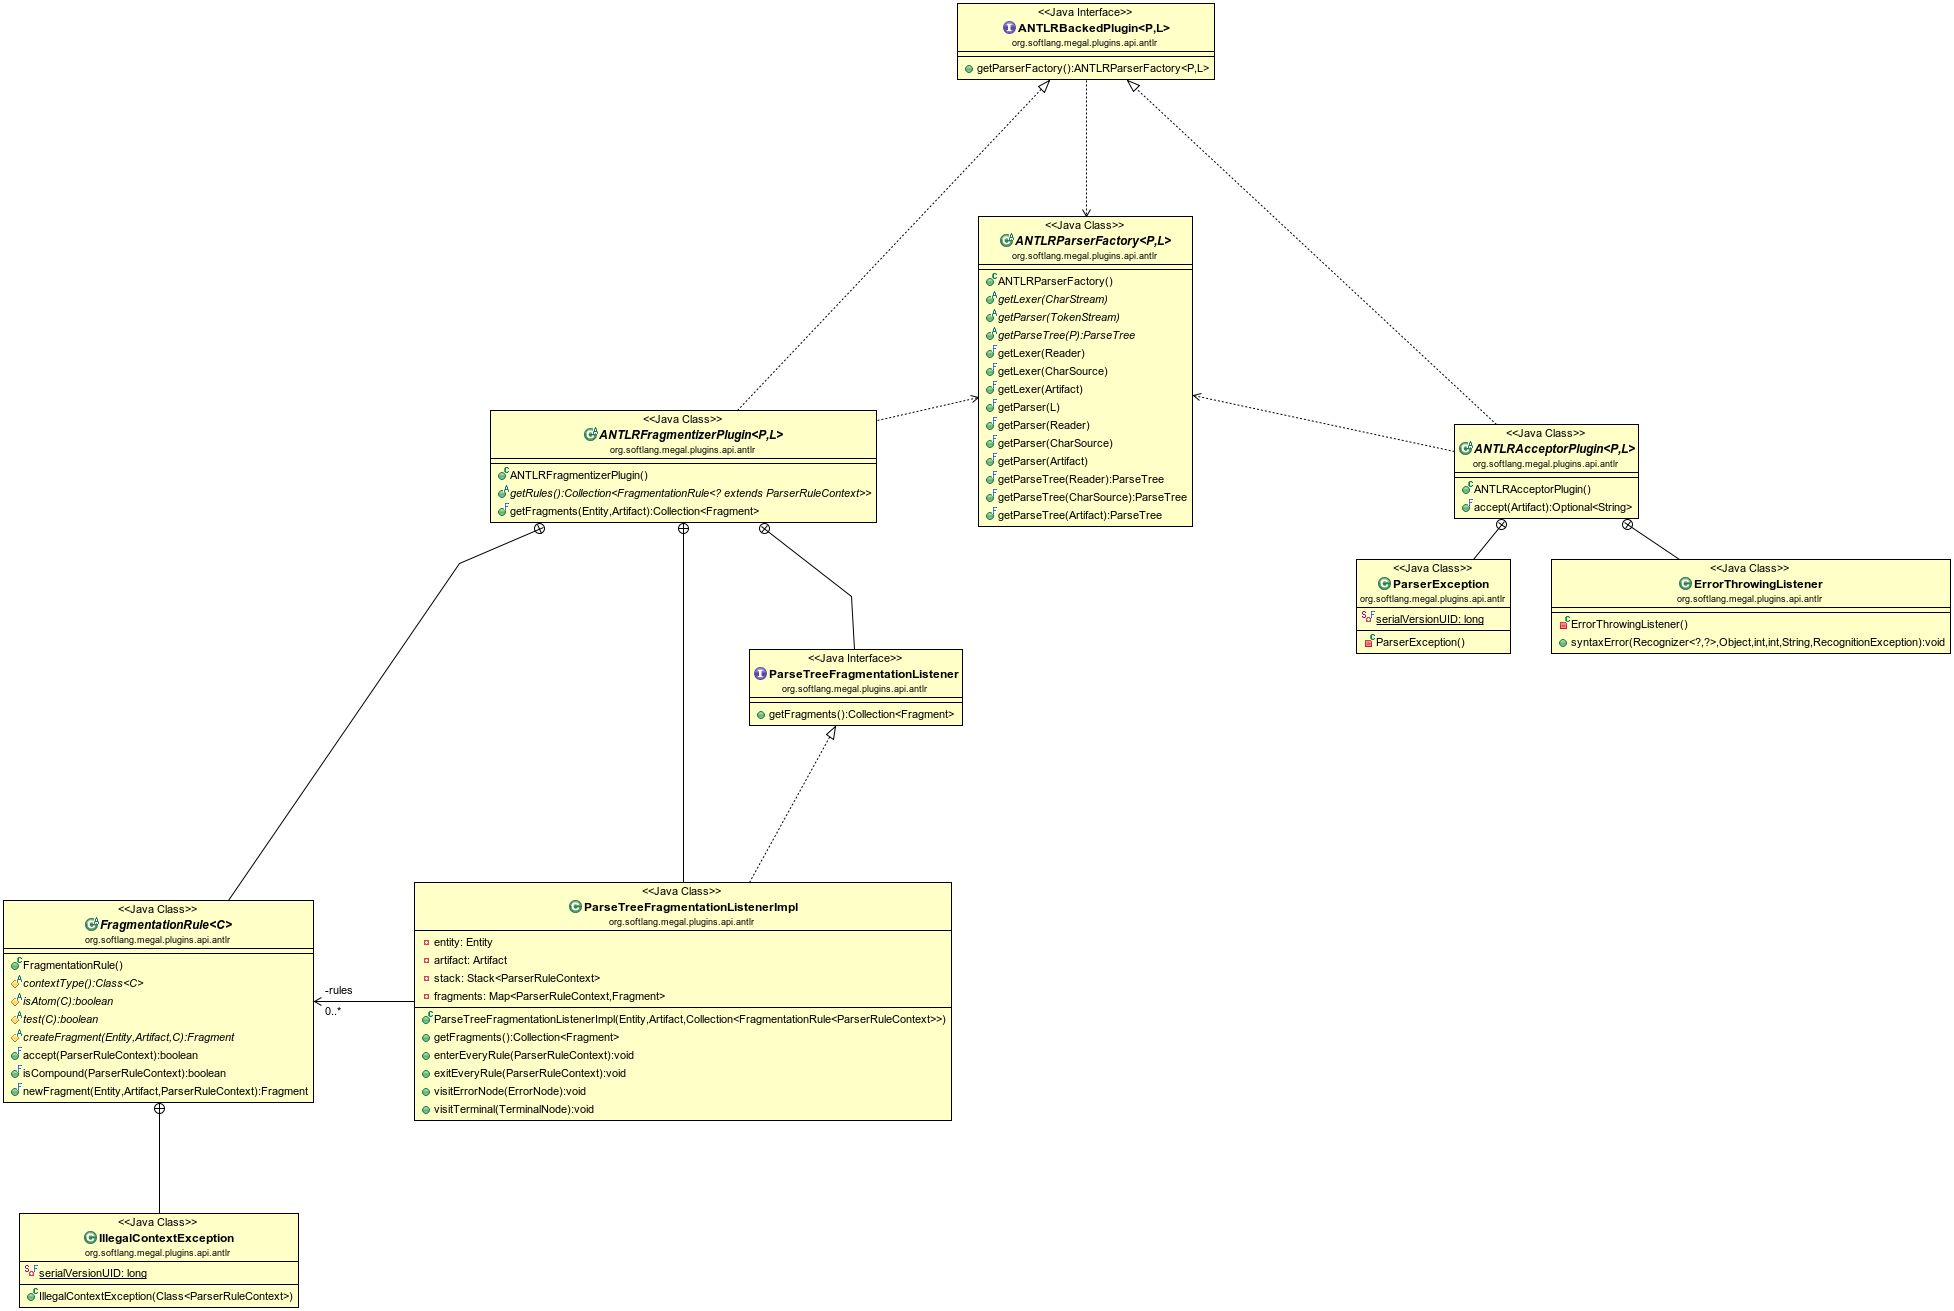 <<Java Interface>>
ANTLRBackedPlugin<P,L>
org.softlang.megal.plugins.api.antlr
getParserFactory():ANTLRParserFactory<P,L>
<<Java Class>>
ANTLRParserFactory<P,L>
org.softlang.megal.plugins.api.antlr
ANTLRParserFactory()
getLexer(CharStream)
getParser(TokenStream)
getParseTree(P):ParseTree
getLexer(Reader)
getLexer(CharSource)
getLexer(Artifact)
getParser(L)
getParser(Reader)
getParser(CharSource)
getParser(Artifact)
getParseTree(Reader):ParseTree
getParseTree(CharSource):ParseTree
getParseTree(Artifact):ParseTree
<<Java Class>>
ANTLRFragmentizerPlugin<P,L>
org.softlang.megal.plugins.api.antlr
ANTLRFragmentizerPlugin()
getRules():Collection<FragmentationRule<? extends ParserRuleContext>>
getFragments(Entity,Artifact):Collection<Fragment>
<<Java Class>>
ANTLRAcceptorPlugin<P,L>
org.softlang.megal.plugins.api.antlr
ANTLRAcceptorPlugin()
accept(Artifact):Optional<String>
<<Java Class>>
ParserException
org.softlang.megal.plugins.api.antlr
serialVersionUID: long
ParserException()
<<Java Class>>
ErrorThrowingListener
org.softlang.megal.plugins.api.antlr
ErrorThrowingListener()
syntaxError(Recognizer<?,?>,Object,int,int,String,RecognitionException):void
<<Java Interface>>
ParseTreeFragmentationListener
org.softlang.megal.plugins.api.antlr
getFragments():Collection<Fragment>
<<Java Class>>
FragmentationRule<C>
org.softlang.megal.plugins.api.antlr
FragmentationRule()
contextType():Class<C>
isAtom(C):boolean
test(C):boolean
createFragment(Entity,Artifact,C):Fragment
accept(ParserRuleContext):boolean
isCompound(ParserRuleContext):boolean
newFragment(Entity,Artifact,ParserRuleContext):Fragment
-rules
0..*
<<Java Class>>
ParseTreeFragmentationListenerImpl
org.softlang.megal.plugins.api.antlr
entity: Entity
artifact: Artifact
stack: Stack<ParserRuleContext>
fragments: Map<ParserRuleContext,Fragment>
ParseTreeFragmentationListenerImpl(Entity,Artifact,Collection<FragmentationRule<ParserRuleContext>>)
getFragments():Collection<Fragment>
enterEveryRule(ParserRuleContext):void
exitEveryRule(ParserRuleContext):void
visitErrorNode(ErrorNode):void
visitTerminal(TerminalNode):void
<<Java Class>>
IllegalContextException
org.softlang.megal.plugins.api.antlr
serialVersionUID: long
IllegalContextException(Class<ParserRuleContext>)